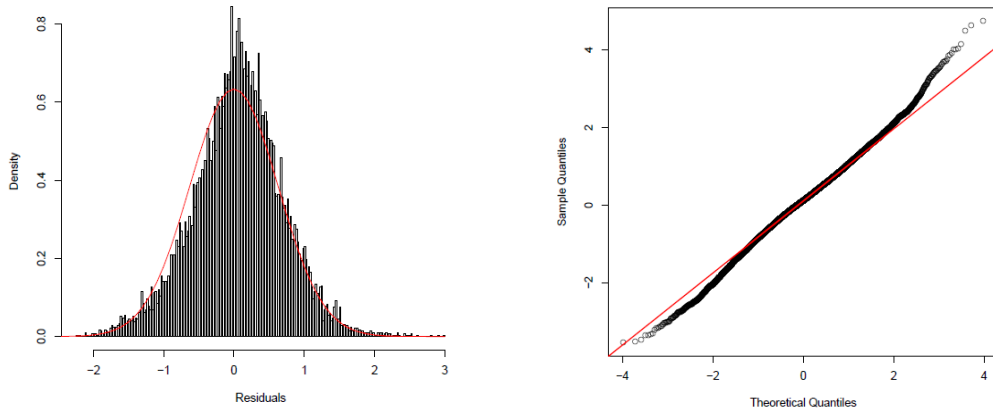 0.8
0.6
0.4
0.2
0.0
Density
−2 −1 0 1 2 3
Residuals
4
2
0
−2
Sample Quantiles
−4 −2 0 2 4
Theoretical Quantiles